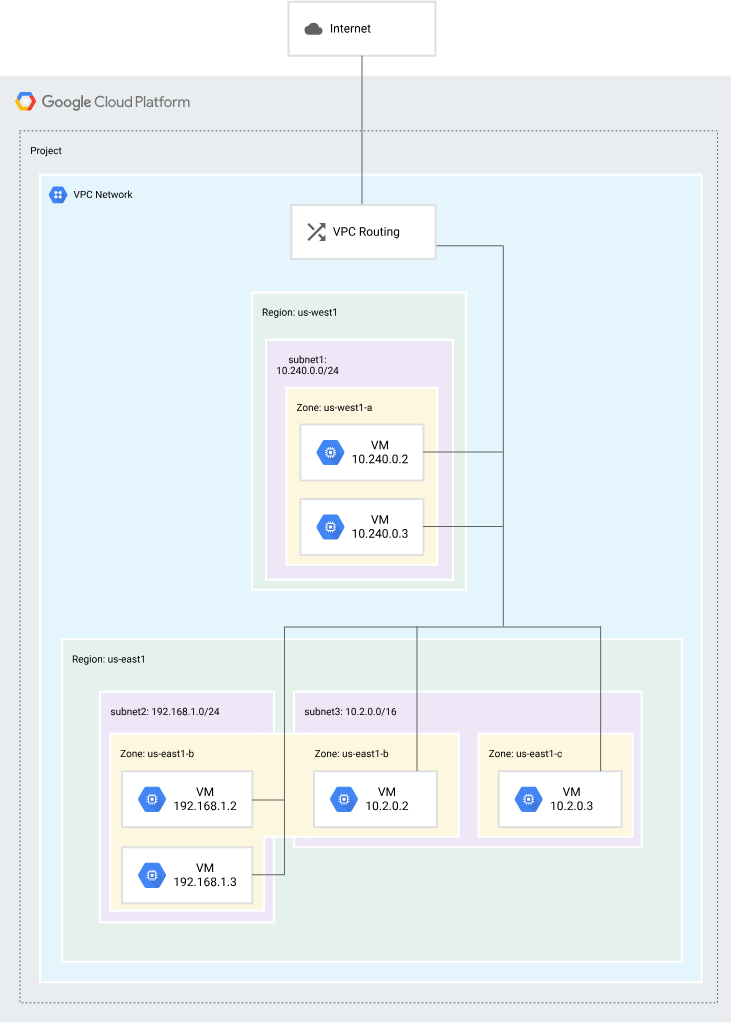 Internet
Google Cloud Platform
Project
VPC Network
VPC Routing
Region: us-west1
subnet1:
10.240.0.0/24
Zone: us-west1-a
VM
10.240.0.2
VM
10.240.0.3
Region: us-east1
subnet2: 192.168.1.0/24
subnet3: 10.2.0.0/16
Zone: us-east1-b
Zone: us-east1-b
Zone: us-east1-c
VM
192.168.1.2
VM
10.2.0.2
VM
10.2.0.3
VM
192.168.1.3